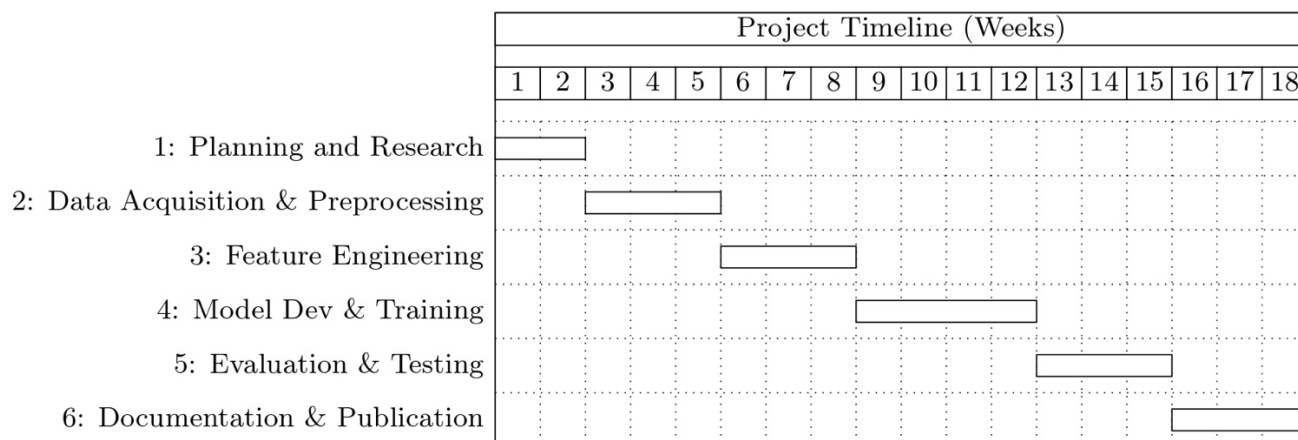 Project Timeline (Weeks)
1 2 3 4 5 6 7 8 9 10 11 12 13 14 15 16 17 18
1: Planning and Research
2: Data Acquisition & Preprocessing
3: Feature Engineering
4: Model Dev & Training
5: Evaluation & Testing
6: Documentation & Publication